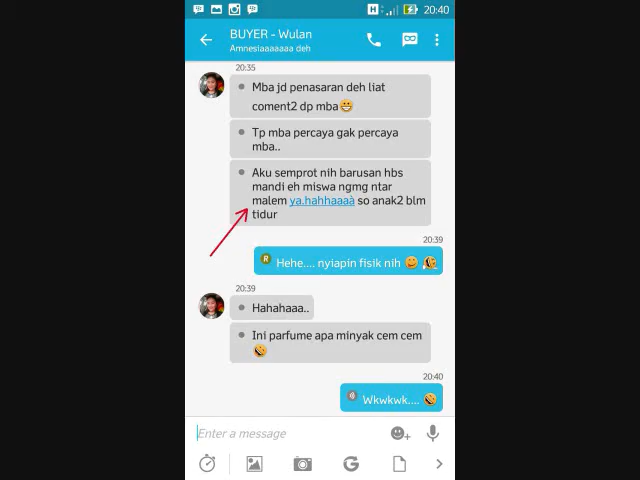 20:40
BUYER - Wulan
Amnesiaaaaaaa deh
20:35
Mba jd penasaran deh liat
coment2 dp mba
Tp mba percaya gak percaya
mba..
Aku semprot nih barusan hbs
mandi eh miswa ngmg ntar
malem ya.hahhaaaà so anak2 blm
tidur
20:39
Hehe.... nyiapin fisik nih
20:39
Hahahaaa..
Ini parfume apa minyak cem cem
20:40
Wkwkwk....
Enter a message